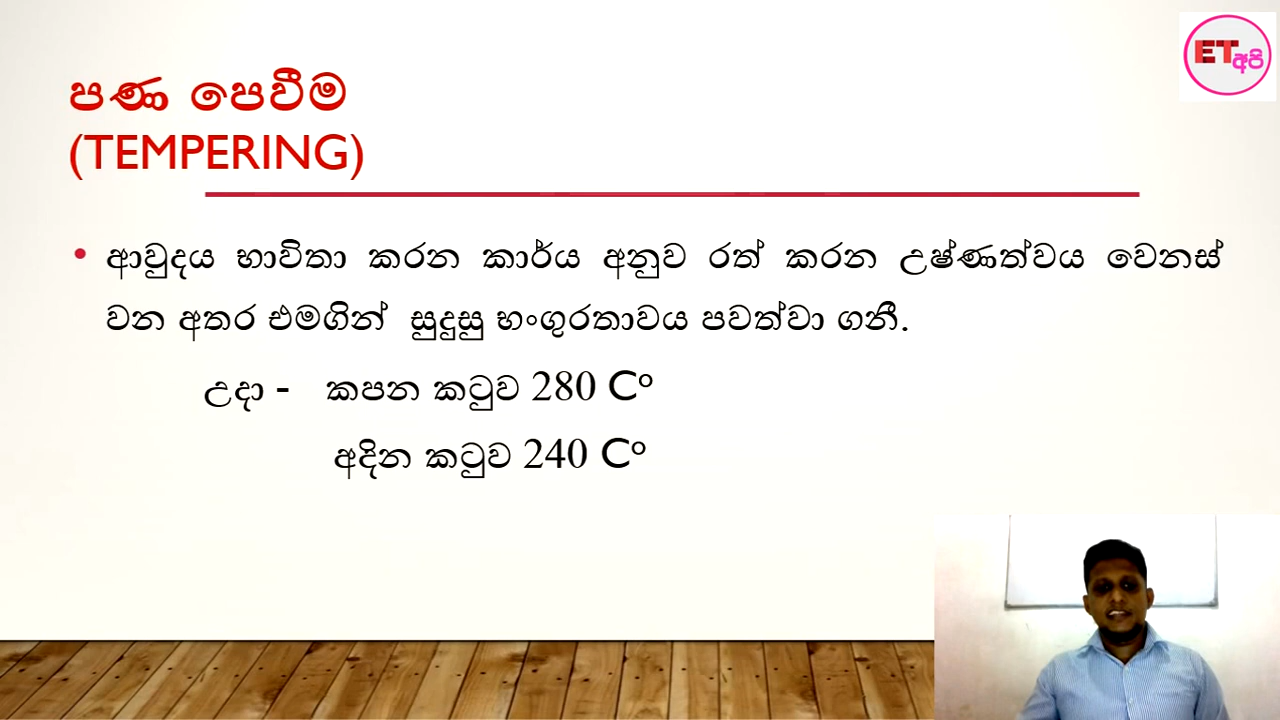 ET අපි
පණ පෙවීම
(TEMPERING)
• ආවුදය භාවිතා කරන කාර්ය අනුව රත් කරන උෂ්ණත්වය වෙනස්
වන අතර එමගින් සුදුසු භංගුරතාවය පවත්වා ගනී.
උදා - කපන කටුව 280 C°
අදින කටුව 240 C°